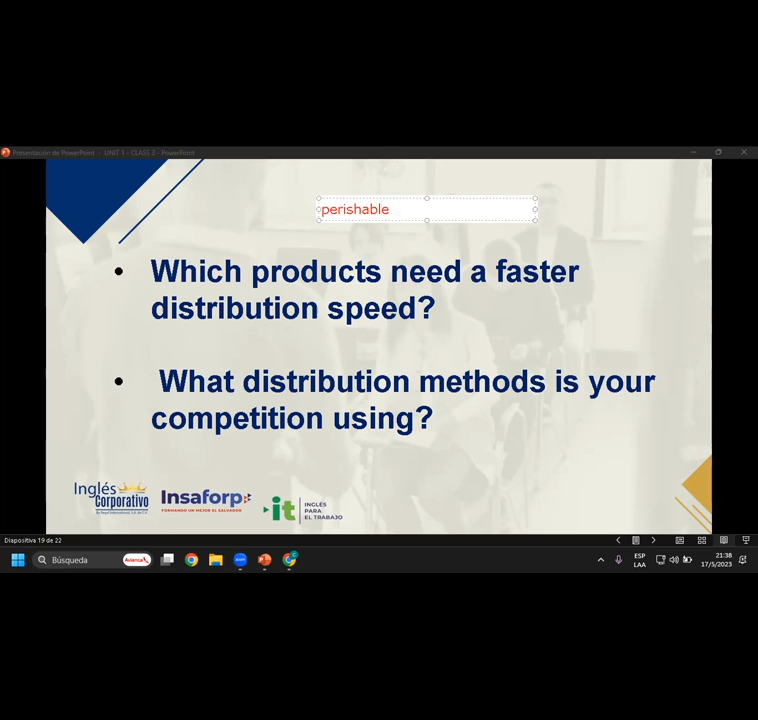 Presentación de PowerPoint - UNIT 1 - CLASS 2 - PowerPoint
perishable
• Which products need a faster
distribution speed?
• What distribution methods is your
competition using?
Inglés
Corporativo
Insaforp
FORMANDO UN MEJOR EL SALVADOR
it
INGLÉS
PARA
EL TRABAJO
Diapositiva 19 de 22
Búsqueda
Avianca
ESP
LAA
21:38
17/5/2023